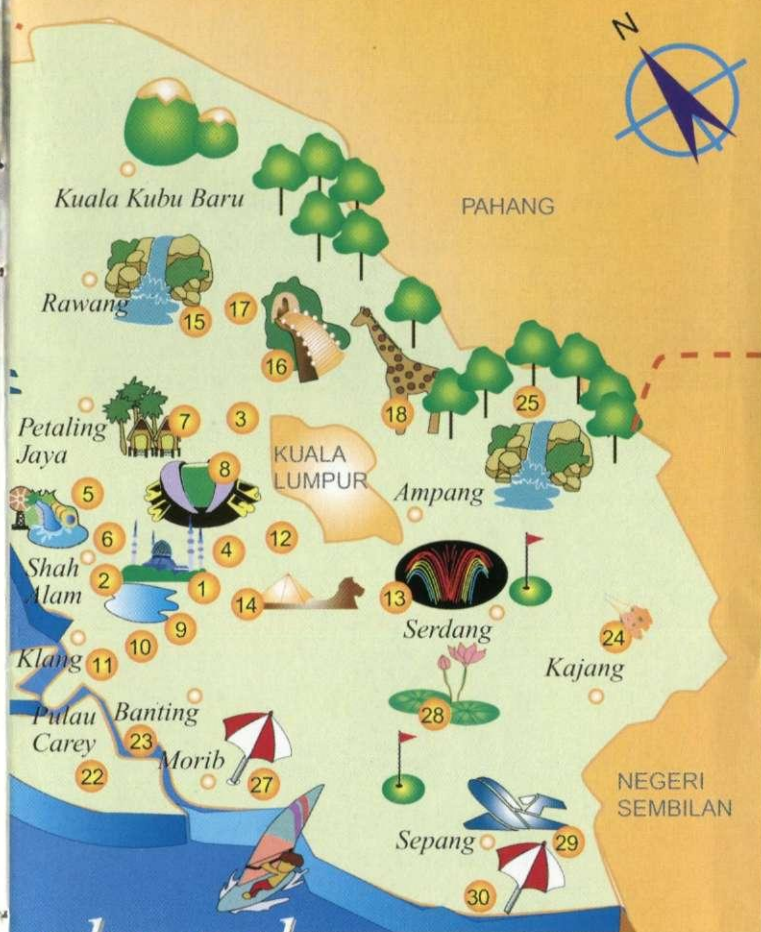 N
PAHANG
Kuala Kubu Baru
Rawang
15
17
16
18
25
Petaling
Jaya
7
3
8
KUALA
LUMPUR
Ampang
5
6
4
12
Shah
Alam
2
1
14
13
9
Serdang
24
Klang
10
11
Kajang
28
Pulau
Carey
Banting
23
Morib
22
27
NEGERI
SEMBILAN
Sepang
29
30